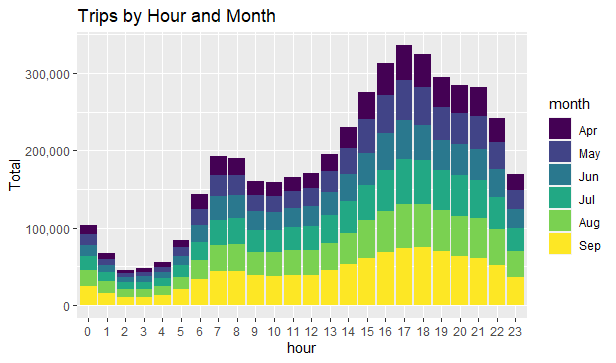 Trips by Hour and Month
Total
300,000
200,000
100,000
0
0 1 2 3 4 5 6 7 8 9 10 11 12 13 14 15 16 17 18 19 20 21 22 23
hour
month
Apr
May
Jun
Jul
Aug
Sep